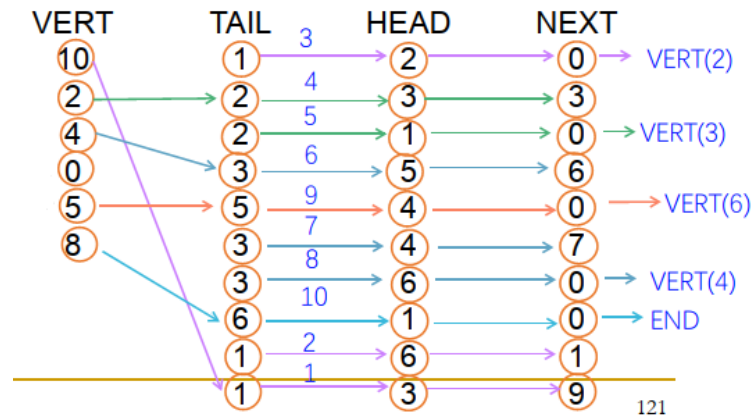 VERT TAIL HEAD NEXT
10 1 3 2 0 VERT(2)
2 2 4 3 3
4 2 5 1 0 VERT(3)
0 3 6 5 6
5 5 9 4 0 VERT(6)
8 3 7 4 7
3 8 6 0 VERT(4)
6 10 1 0 END
1 2 6 1
1 1 3 9
121